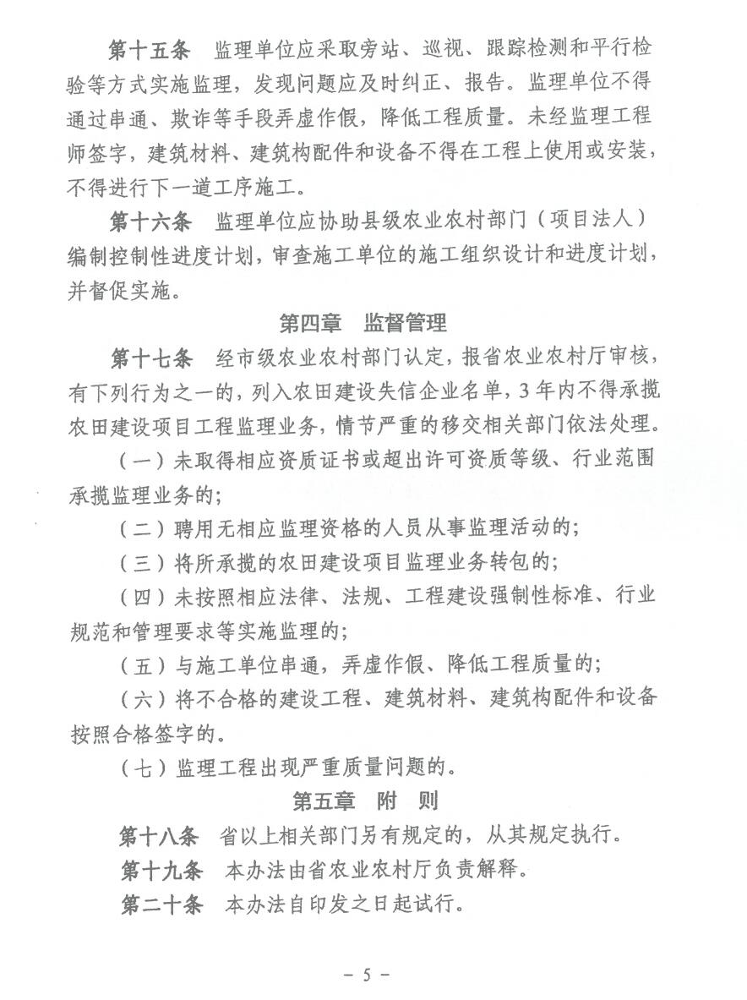 第十五条 监理单位应采取旁站、巡视、跟踪检测和平行检
验等方式实施监理，发现问题应及时纠正、报告。监理单位不得
通过串通、欺诈等手段弄虚作假，降低工程质量。未经监理工程
师签字，建筑材料、建筑构配件和设备不得在工程上使用或安装，
不得进行下一道工序施工。
第十六条 监理单位应协助县级农业农村部门（项目法人）
编制控制性进度计划，审查施工单位的施工组织设计和进度计划，
并督促实施。
第四章 监督管理
第十七条 经市级农业农村部门认定，报省农业农村厅审核，
有下列行为之一的，列入农田建设失信企业名单，3 年内不得承揽
农田建设项目工程监理业务，情节严重的移交相关部门依法处理。
（一）未取得相应资质证书或超出许可资质等级、行业范围
承揽监理业务的；
（二）聘用无相应监理资格的人员从事监理活动的；
（三）将所承揽的农田建设项目监理业务转包的；
（四）未按照相应法律、法规、工程建设强制性标准、行业
规范和管理要求等实施监理的；
（五）与施工单位串通，弄虚作假、降低工程质量的；
（六）将不合格的建设工程、建筑材料、建筑构配件和设备
按照合格签字的。
（七）监理工程出现严重质量问题的。
第五章 附 则
第十八条 省以上相关部门另有规定的，从其规定执行。
第十九条 本办法由省农业农村厅负责解释。
第二十条 本办法自印发之日起试行。
- 5 -